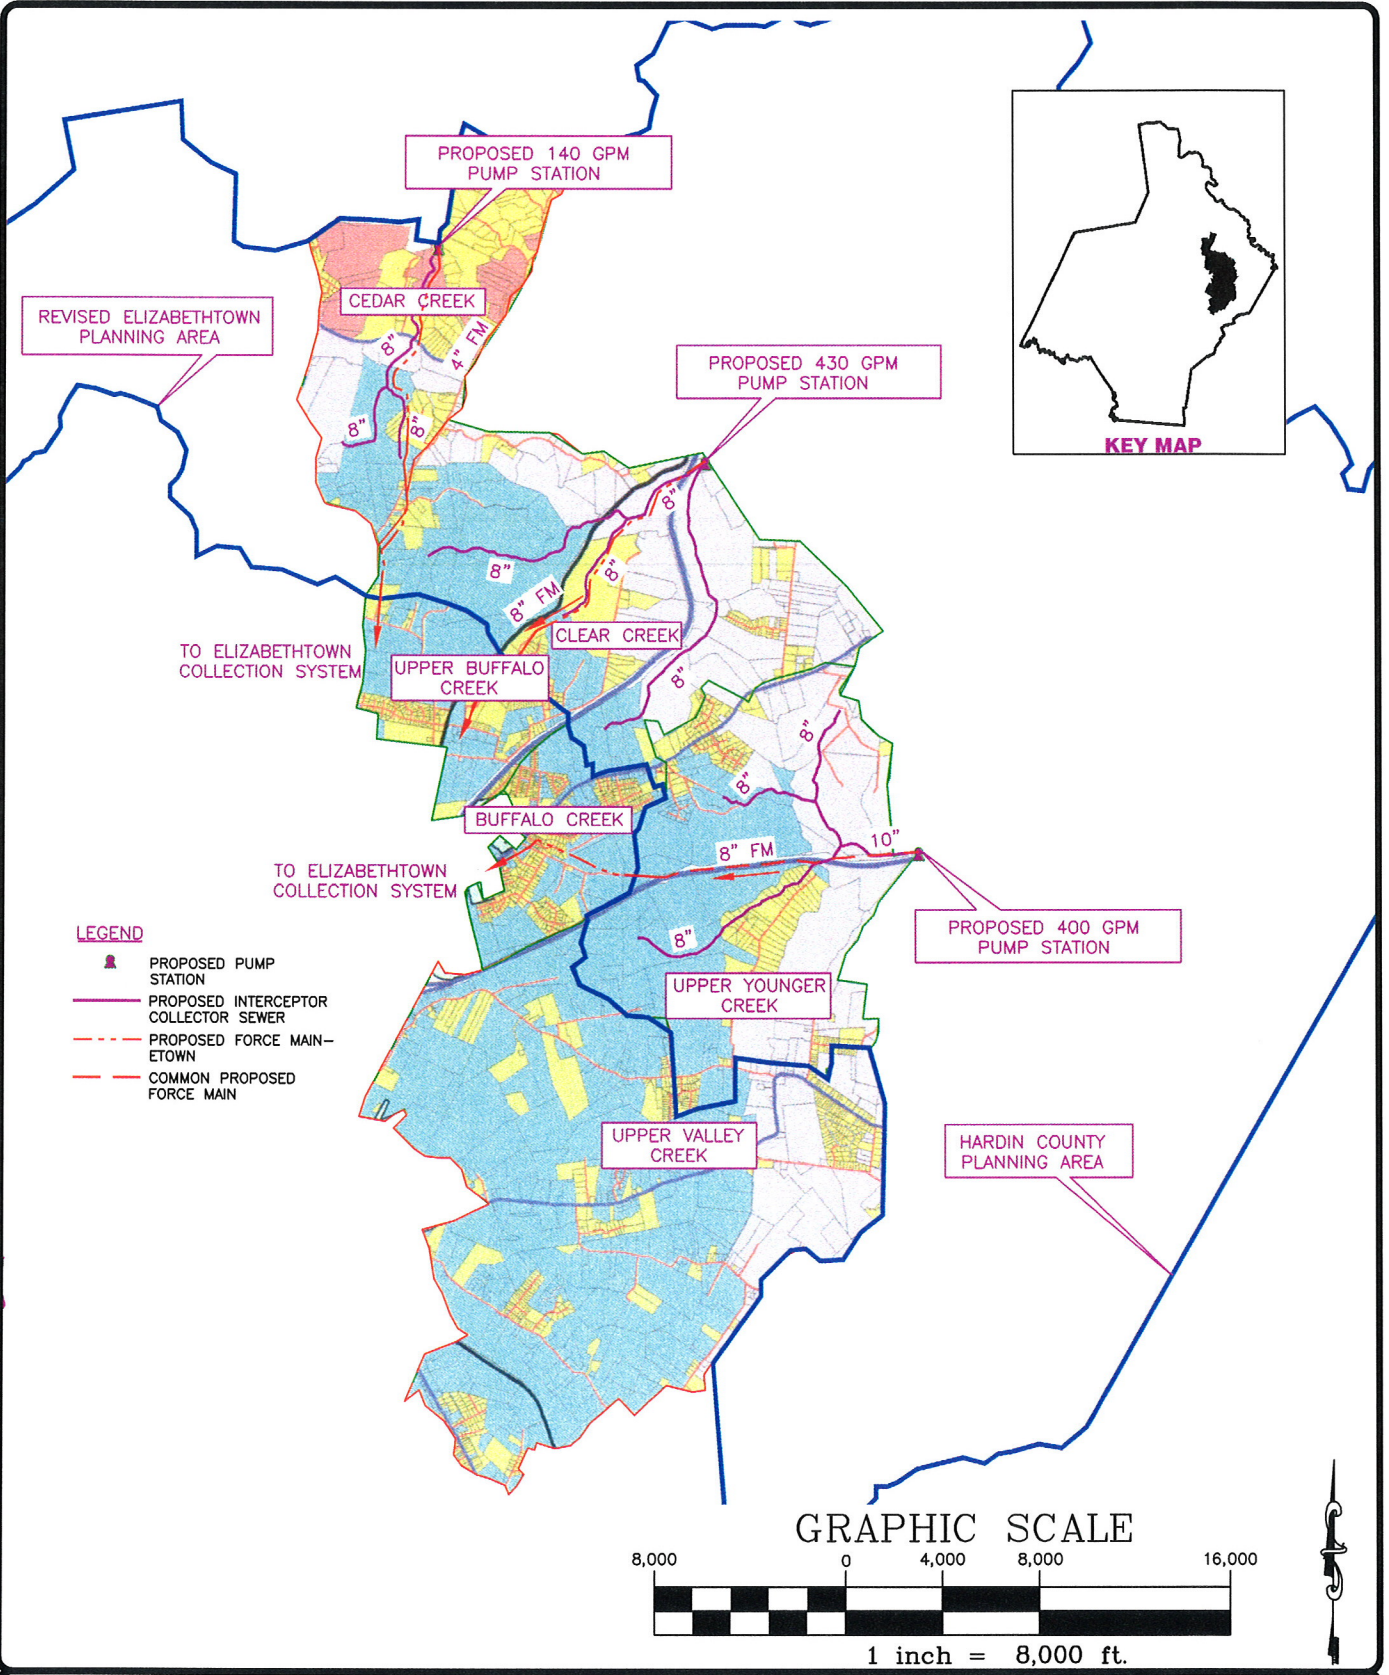 PROPOSED 140 GPM
PUMP STATION
CEDAR CREEK
REVISED ELIZABETHTOWN
PLANNING AREA
8"
4" FM
8"
8"
PROPOSED 430 GPM
PUMP STATION
KEY MAP
8"
8"
8"
8" FM
CLEAR CREEK
TO ELIZABETHTOWN
COLLECTION SYSTEM
UPPER BUFFALO
CREEK
8"
8"
8"
BUFFALO CREEK
8" FM
10"
TO ELIZABETHTOWN
COLLECTION SYSTEM
8"
PROPOSED 400 GPM
PUMP STATION
UPPER YOUNGER
CREEK
LEGEND
PROPOSED PUMP
STATION
PROPOSED INTERCEPTOR
COLLECTOR SEWER
PROPOSED FORCE MAIN-
ETOWN
COMMON PROPOSED
FORCE MAIN
UPPER VALLEY
CREEK
HARDIN COUNTY
PLANNING AREA
GRAPHIC SCALE
8,000 0 4,000 8,000 16,000
1 inch = 8,000 ft.